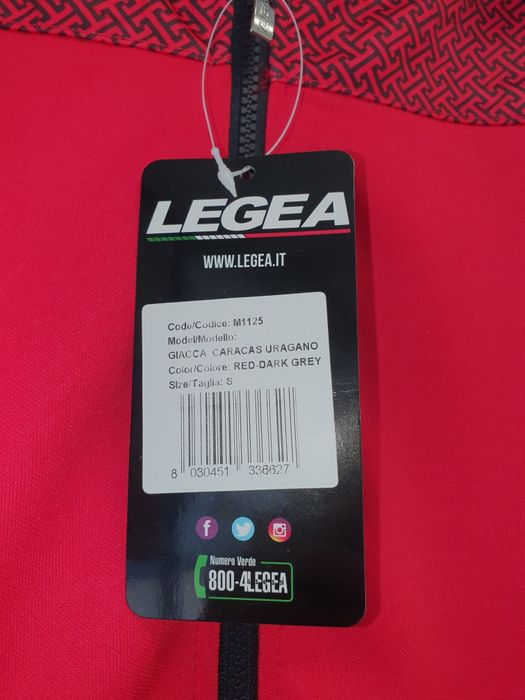 LEGEA
WWW.LEGEA.IT
Code/Codice: M1125
Model/Modello:
GIACCA CARACAS URAGANO
Color/Colore: RED-DARK GREY
Size/Taglia: S
8 030451 336627
Numero Verde
800-4LEGEA